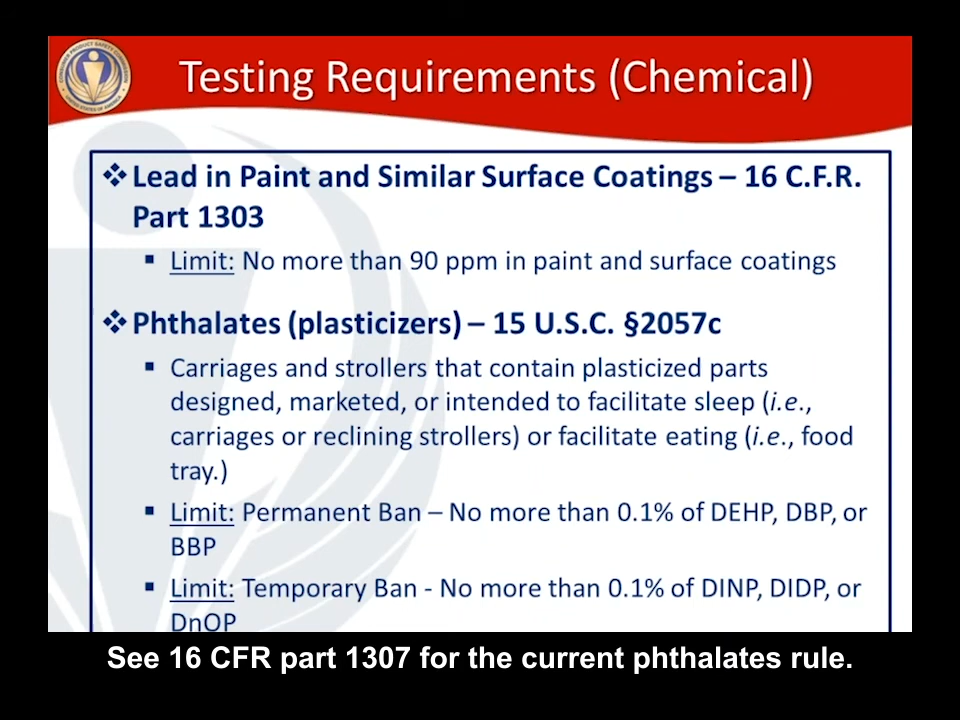 Testing Requirements (Chemical)
❖Lead in Paint and Similar Surface Coatings – 16 C.F.R.
Part 1303
▪ Limit: No more than 90 ppm in paint and surface coatings
❖Phthalates (plasticizers) – 15 U.S.C. §2057c
▪ Carriages and strollers that contain plasticized parts
designed, marketed, or intended to facilitate sleep (i.e.,
carriages or reclining strollers) or facilitate eating (i.e., food
tray.)
▪ Limit: Permanent Ban – No more than 0.1% of DEHP, DBP, or
BBP
▪ Limit: Temporary Ban - No more than 0.1% of DINP, DIDP, or
DnOP
See 16 CFR part 1307 for the current phthalates rule.